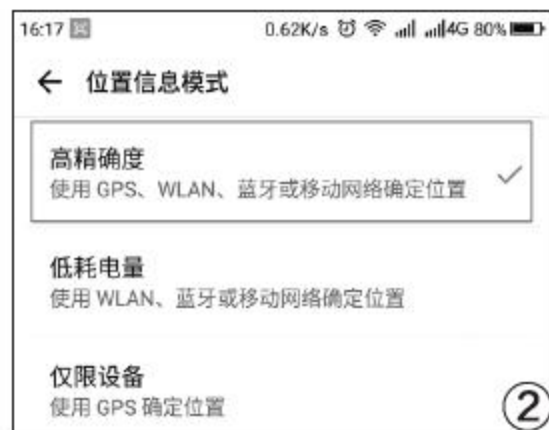 16:17 0.62K/s 4G 80%
← 位置信息模式
高精确度
使用 GPS、WLAN、蓝牙或移动网络确定位置
低耗电量
使用 WLAN、蓝牙或移动网络确定位置
仅限设备
使用 GPS 确定位置
②